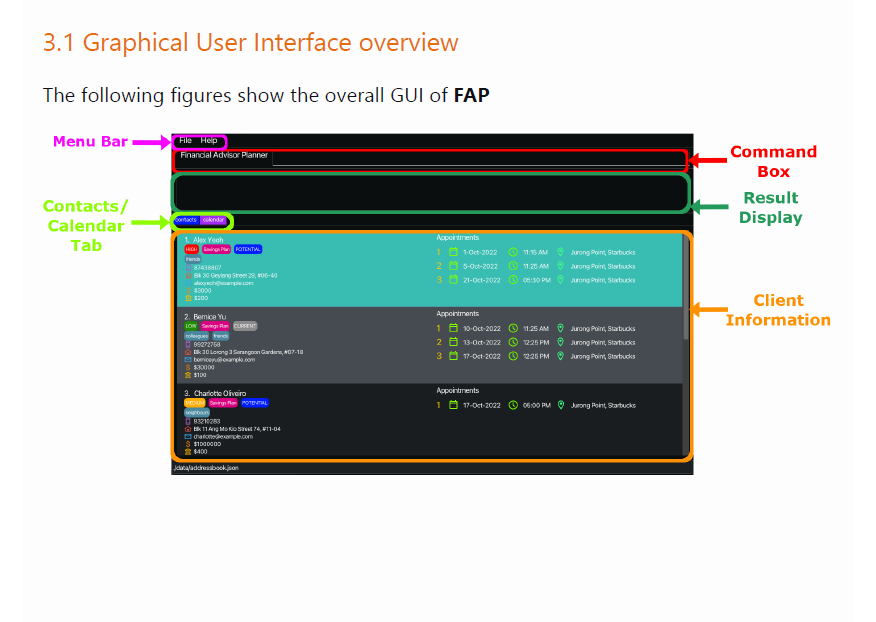 3.1 Graphical User Interface overview
The following figures show the overall GUI of FAP
Menu Bar
File Help
Financial Advisor Planner
Command
Box
Result
Display
Contacts/
Calendar
Tab
contacts calendar
Client
Information
1. Alex Yeoh
HIGH Savings Plan POTENTIAL
friends
87438807
Blk 30 Geylang Street 29, #06-40
alexyeoh@example.com
$3000
$200
Appointments
1 1-Oct-2022 11:15 AM Jurong Point, Starbucks
2 5-Oct-2022 11:25 AM Jurong Point, Starbucks
3 21-Oct-2022 05:30 PM Jurong Point, Starbucks
2. Bernice Yu
LOW Savings Plan CURRENT
colleagues friends
99272758
Blk 30 Lorong 3 Serangoon Gardens, #07-18
berniceyu@example.com
$30000
$100
Appointments
1 10-Oct-2022 11:25 AM Jurong Point, Starbucks
2 13-Oct-2022 12:25 PM Jurong Point, Starbucks
3 17-Oct-2022 12:25 PM Jurong Point, Starbucks
3. Charlotte Oliveiro
MEDIUM Savings Plan POTENTIAL
neighbours
93210283
Blk 11 Ang Mo Kio Street 74, #11-04
charlotte@example.com
$1000000
$400
Appointments
1 17-Oct-2022 05:00 PM Jurong Point, Starbucks
/data/addressbook.json